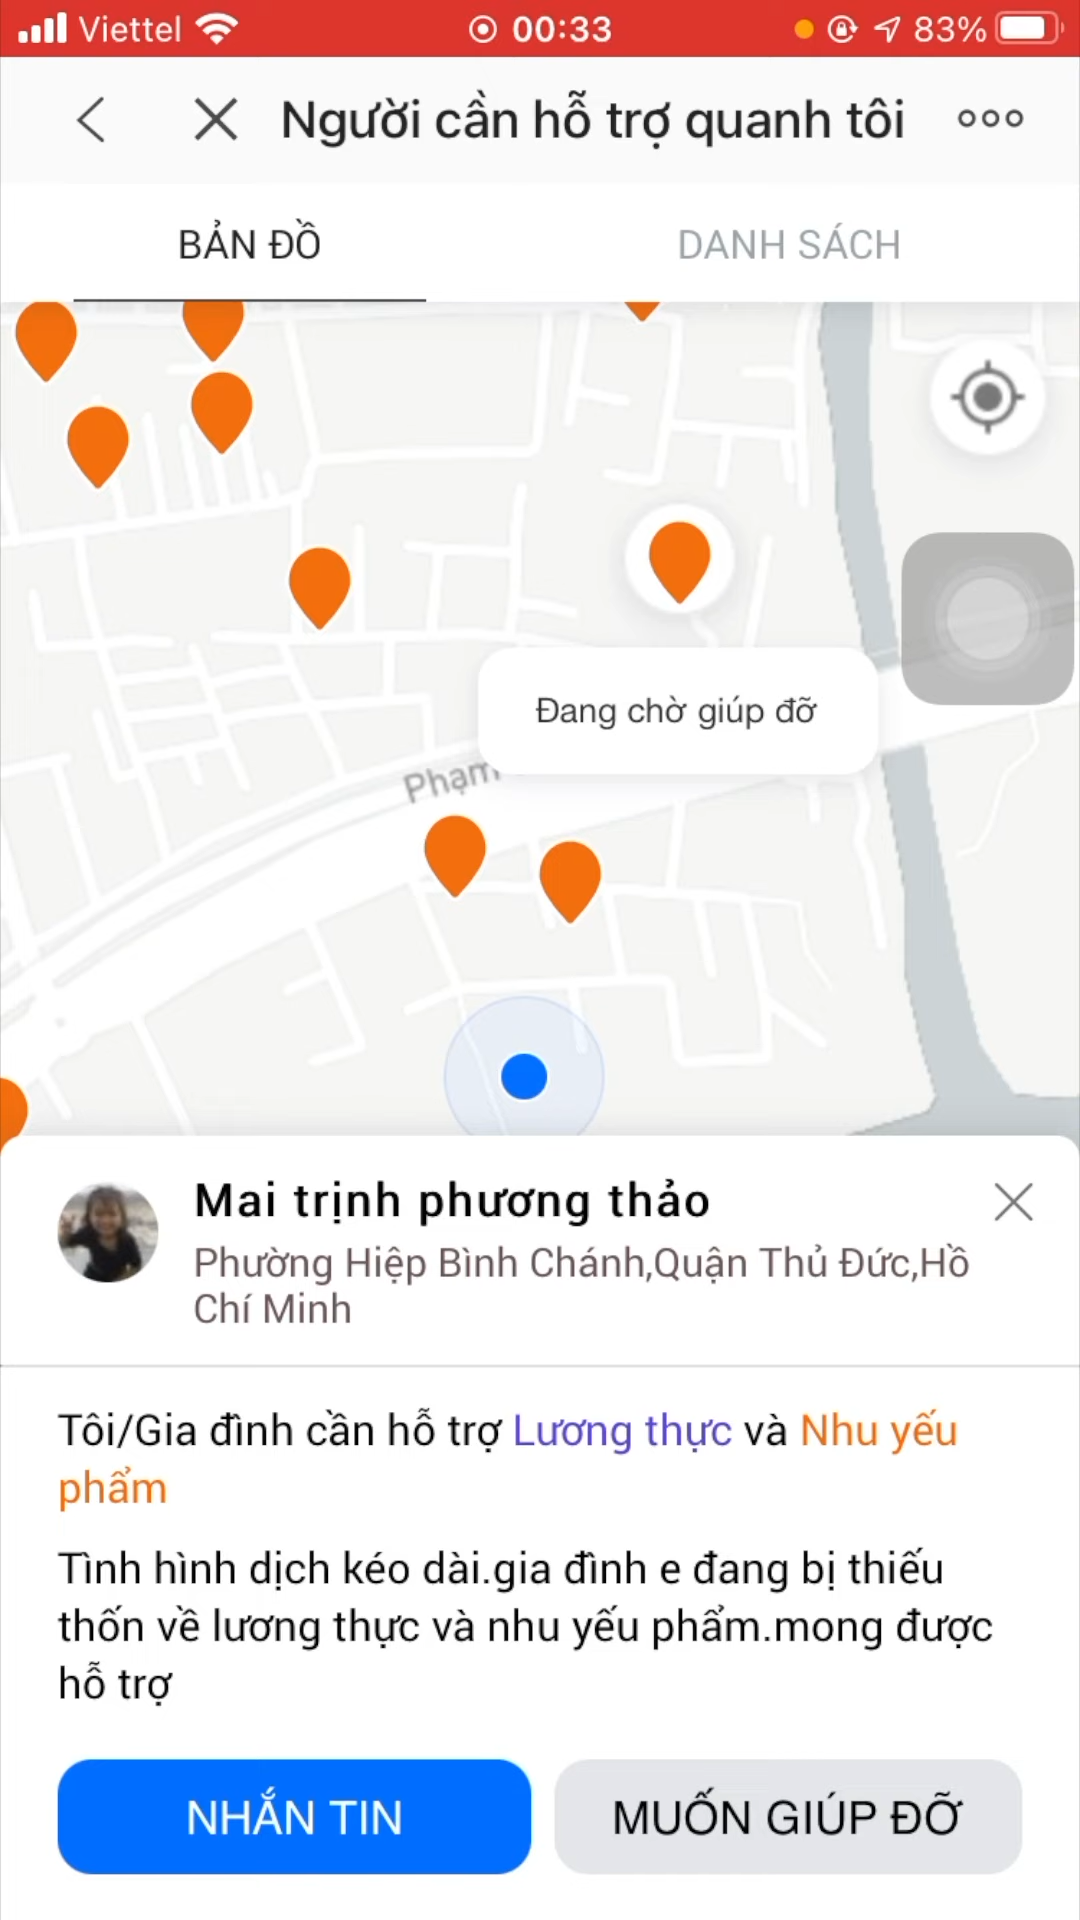 Viettel 00:33 83%
Người cần hỗ trợ quanh tôi
BẢN ĐỒ DANH SÁCH
Đang chờ giúp đỡ
Phạm
Mai trịnh phương thảo
Phường Hiệp Bình Chánh,Quận Thủ Đức,Hồ
Chí Minh
Tôi/Gia đình cần hỗ trợ Lương thực và Nhu yếu
phẩm
Tình hình dịch kéo dài.gia đình e đang bị thiếu
thốn về lương thực và nhu yếu phẩm.mong được
hỗ trợ
NHẮN TIN MUỐN GIÚP ĐỠ